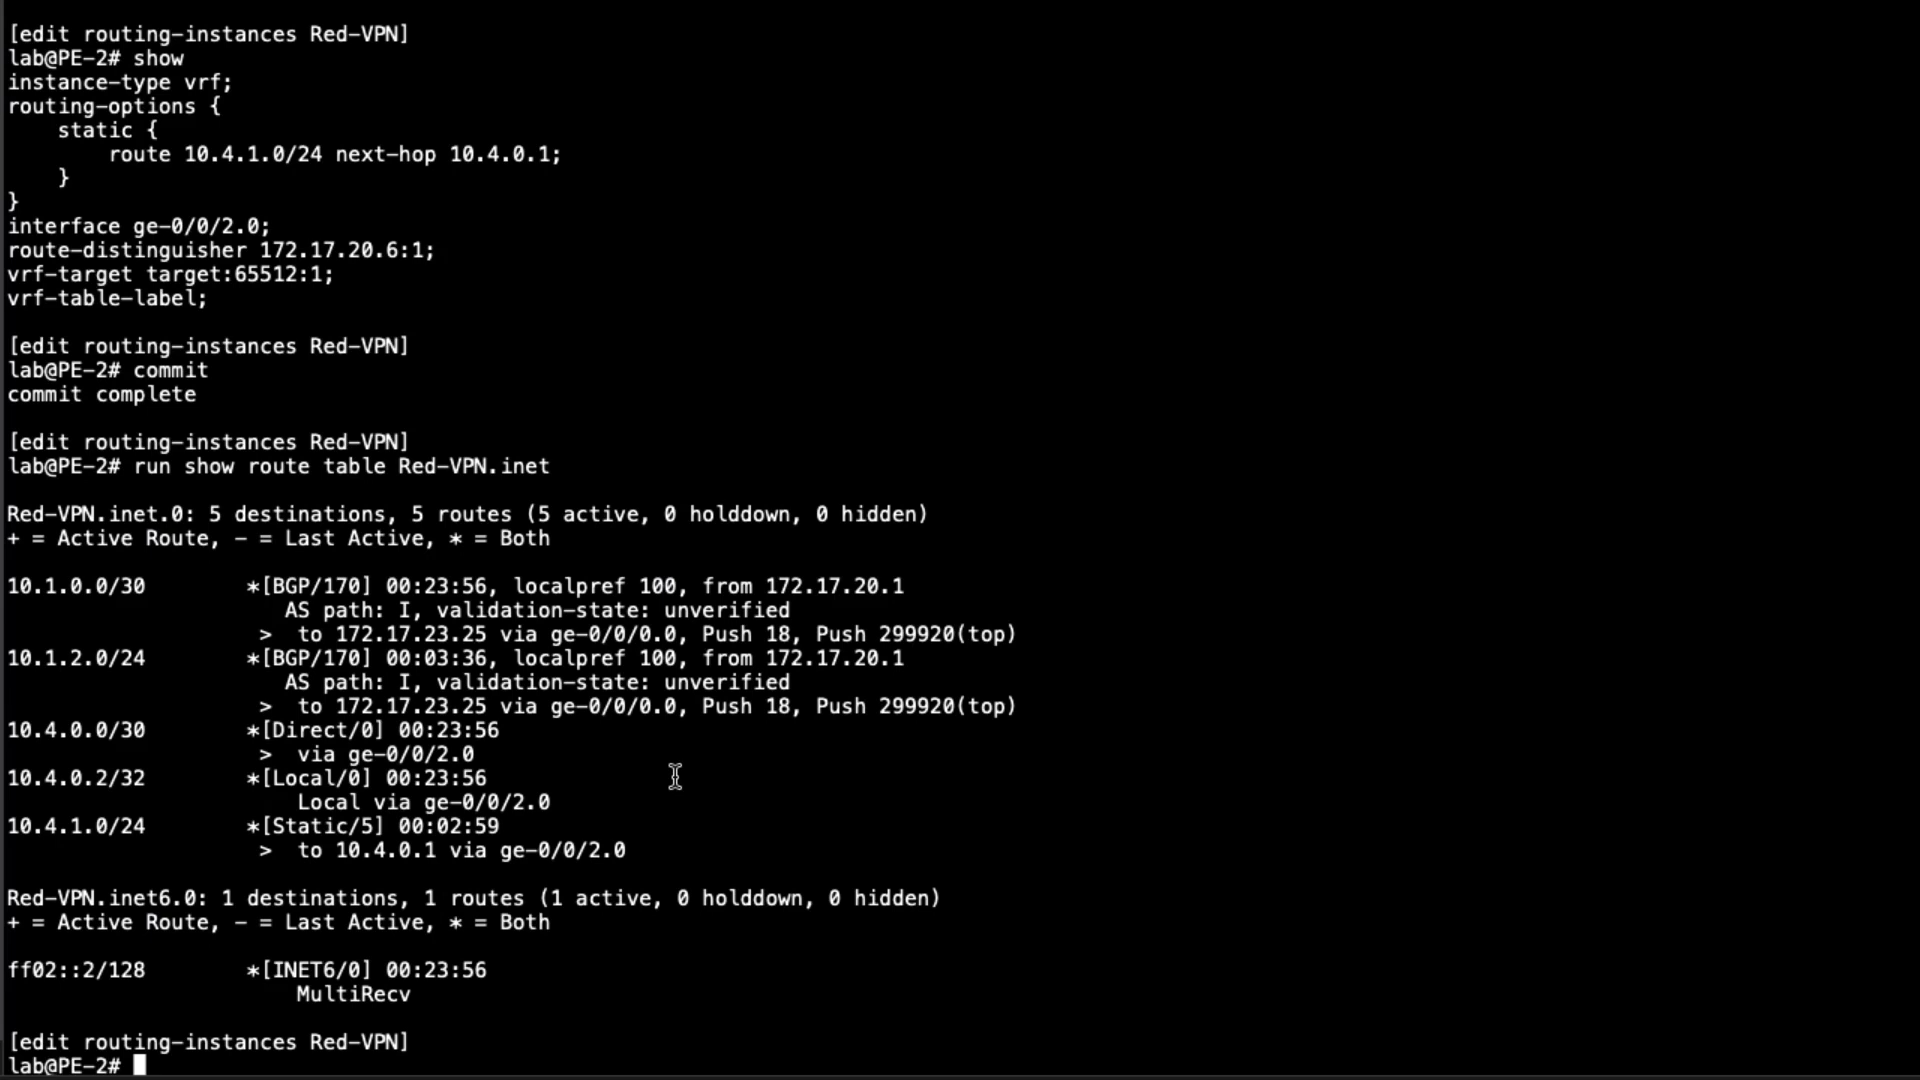 [edit routing-instances Red-VPN]
lab@PE-2# show
instance-type vrf;
routing-options {
    static {
        route 10.4.1.0/24 next-hop 10.4.0.1;
    }
}
interface ge-0/0/2.0;
route-distinguisher 172.17.20.6:1;
vrf-target target:65512:1;
vrf-table-label;
[edit routing-instances Red-VPN]
lab@PE-2# commit
commit complete
[edit routing-instances Red-VPN]
lab@PE-2# run show route table Red-VPN.inet
Red-VPN.inet.0: 5 destinations, 5 routes (5 active, 0 holddown, 0 hidden)
+ = Active Route, - = Last Active, * = Both
10.1.0.0/30        *[BGP/170] 00:23:56, localpref 100, from 172.17.20.1
                      AS path: I, validation-state: unverified
                    >  to 172.17.23.25 via ge-0/0/0.0, Push 18, Push 299920(top)
10.1.2.0/24        *[BGP/170] 00:03:36, localpref 100, from 172.17.20.1
                      AS path: I, validation-state: unverified
                    >  to 172.17.23.25 via ge-0/0/0.0, Push 18, Push 299920(top)
10.4.0.0/30        *[Direct/0] 00:23:56
                    >  via ge-0/0/2.0
10.4.0.2/32        *[Local/0] 00:23:56
                       Local via ge-0/0/2.0
10.4.1.0/24        *[Static/5] 00:02:59
                    >  to 10.4.0.1 via ge-0/0/2.0
Red-VPN.inet6.0: 1 destinations, 1 routes (1 active, 0 holddown, 0 hidden)
+ = Active Route, - = Last Active, * = Both
ff02::2/128        *[INET6/0] 00:23:56
                       MultiRecv
[edit routing-instances Red-VPN]
lab@PE-2#